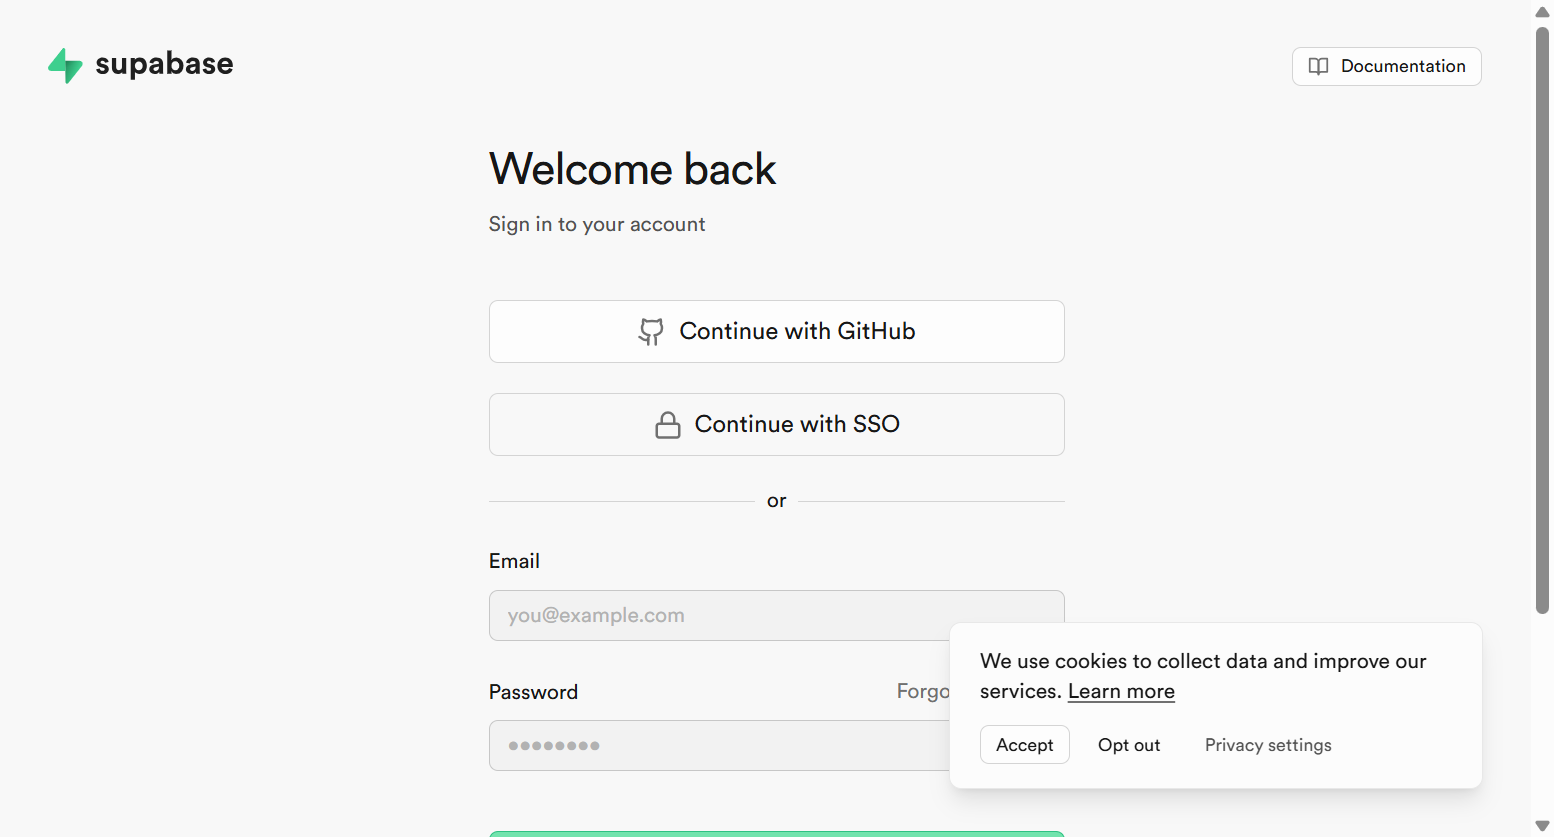 supabase
Documentation
Welcome back
Sign in to your account
Continue with GitHub
Continue with SSO
or
Email
you@example.com
Password
Forgo
We use cookies to collect data and improve our
services. Learn more
Accept
Opt out
Privacy settings